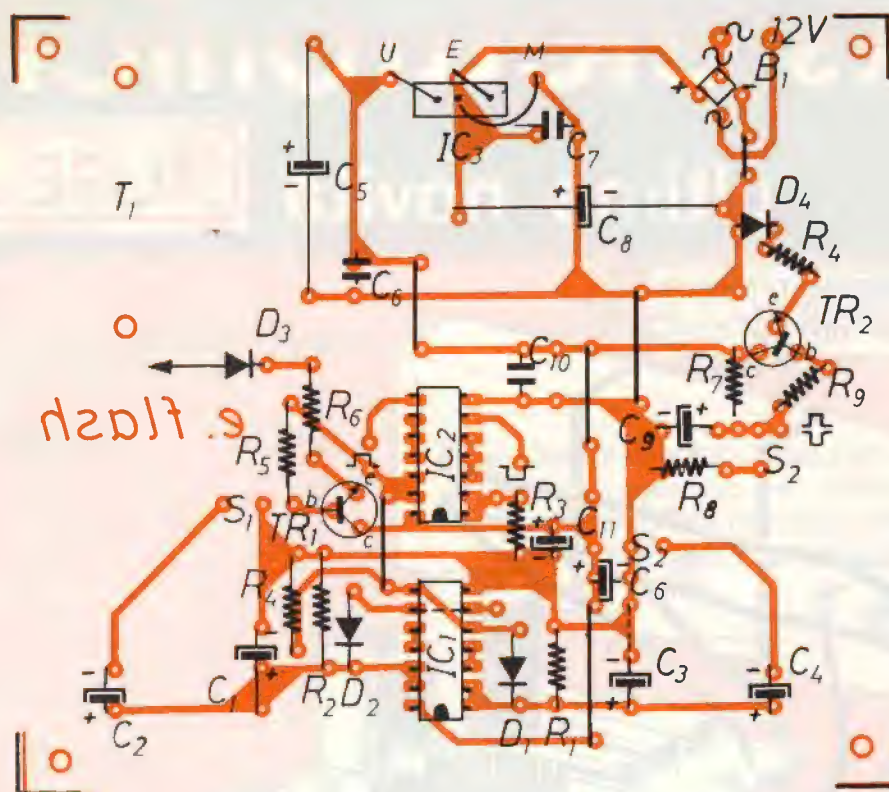 U E M ~ ~ 12V
+ - B1
IC3 C7
+ - C5
T1
+ - C8
D4
R4
C6
e TR2
D3
C10 R7 c b R9
R6
e. flash
IC2
C9 - +
R5
S2
R8
b e
S1 TR1 c
R3 C11
S2
R4
+ - C6
IC1
- C +
R2 D2
D1 R1
- C3 +
- C4 +
- C2 +